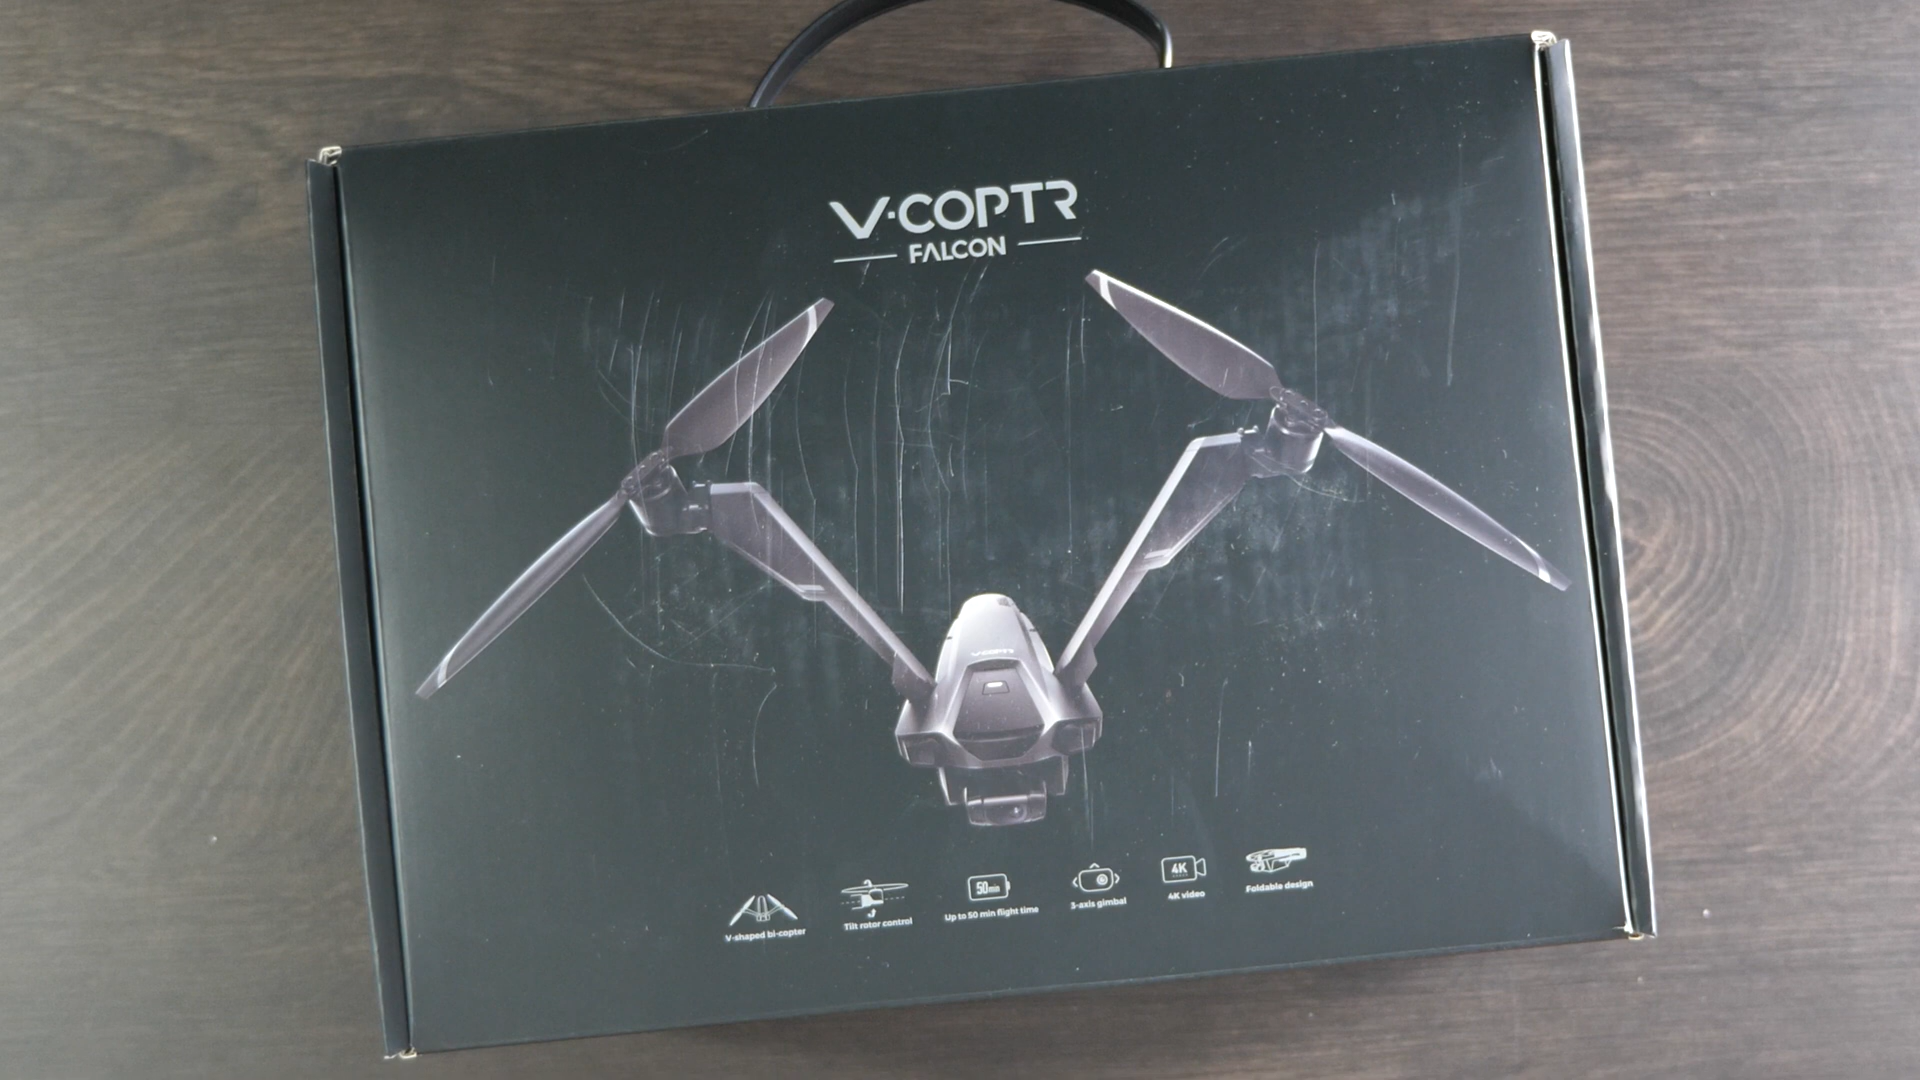 V·COPTR
FALCON
V-COPTR
4K
50min
V-shaped bi-copter
Tilt rotor control
Up to 50 min flight time
3-axis gimbal
4K video
Foldable design